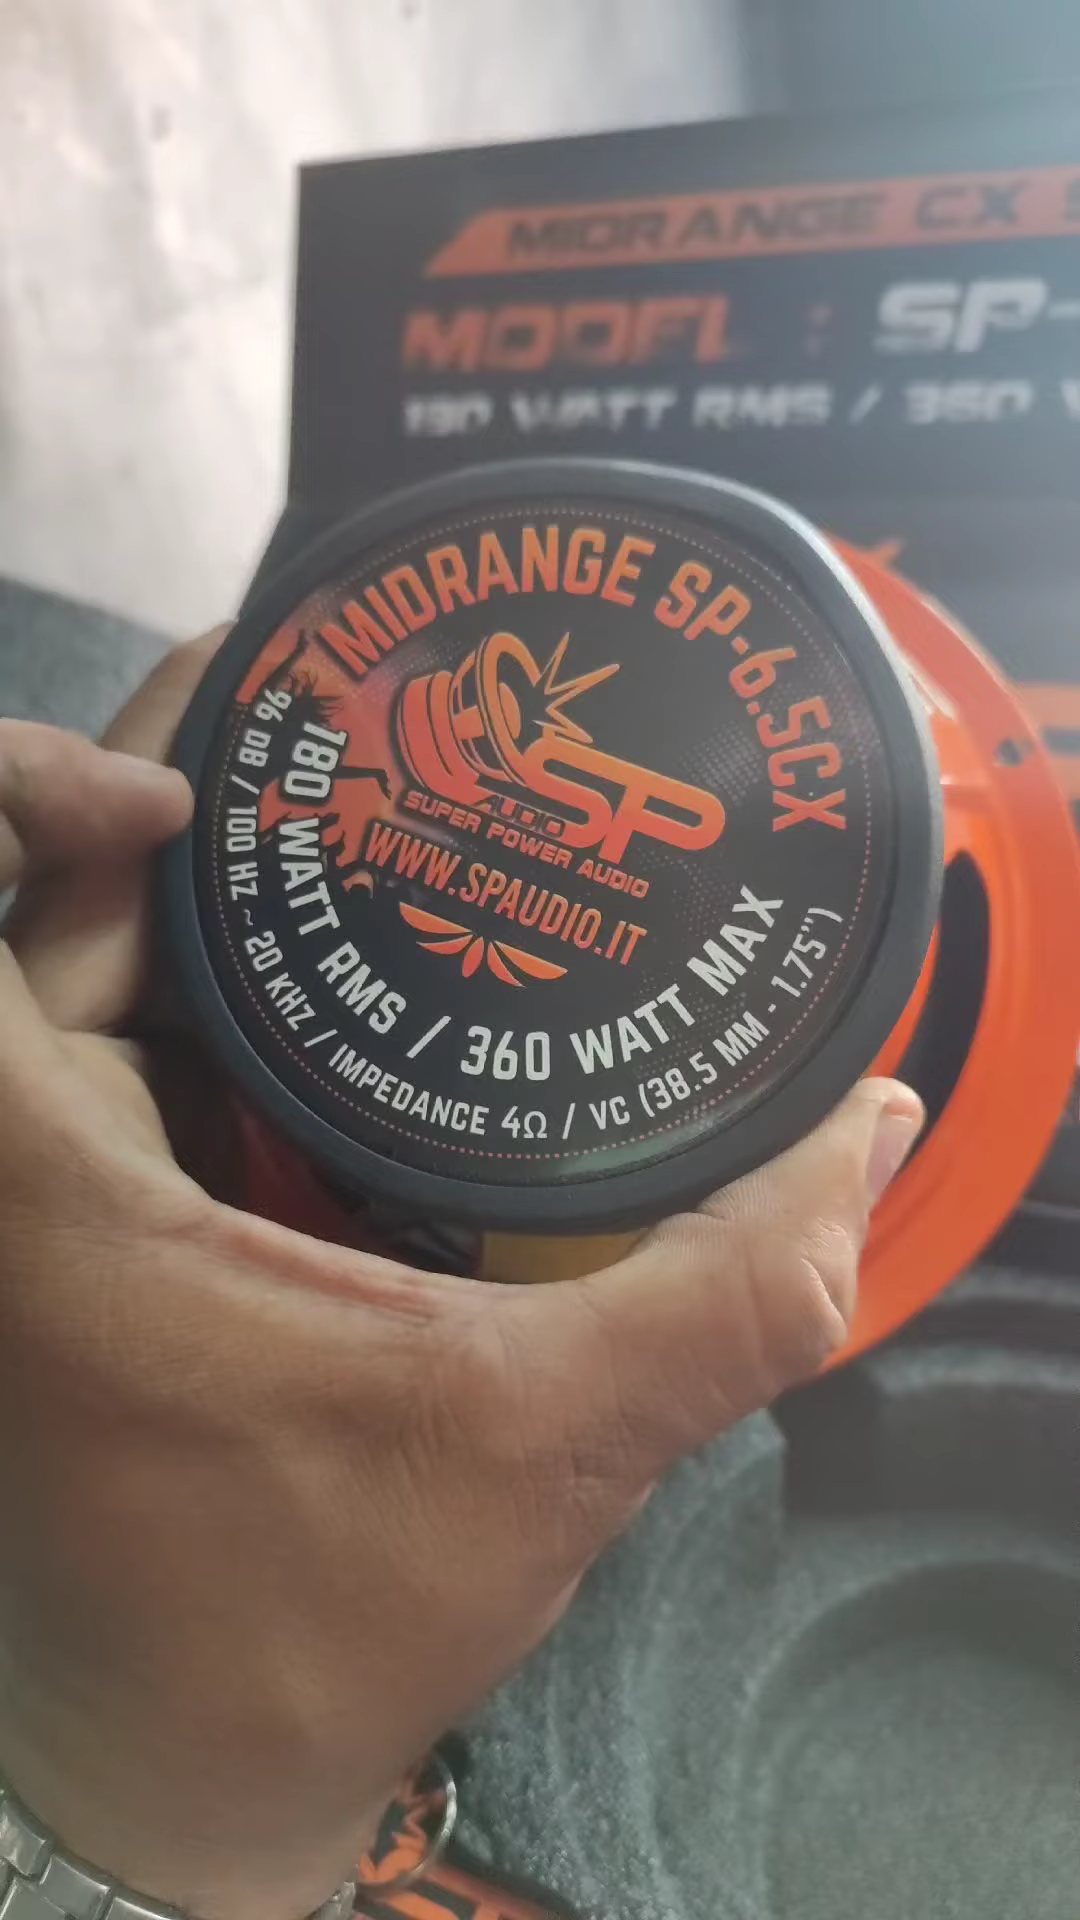 MIDRANGE CX
MODEL : SP-
180 WATT RMS / 360
MIDRANGE SP-6.5CX
SP
AUDIO
SUPER POWER AUDIO
WWW.SPAUDIO.IT
180 WATT RMS / 360 WATT MAX
96 DB / 100 HZ ~ 20 KHZ / IMPEDANCE 4Ω / VC (38.5 MM - 1.75")